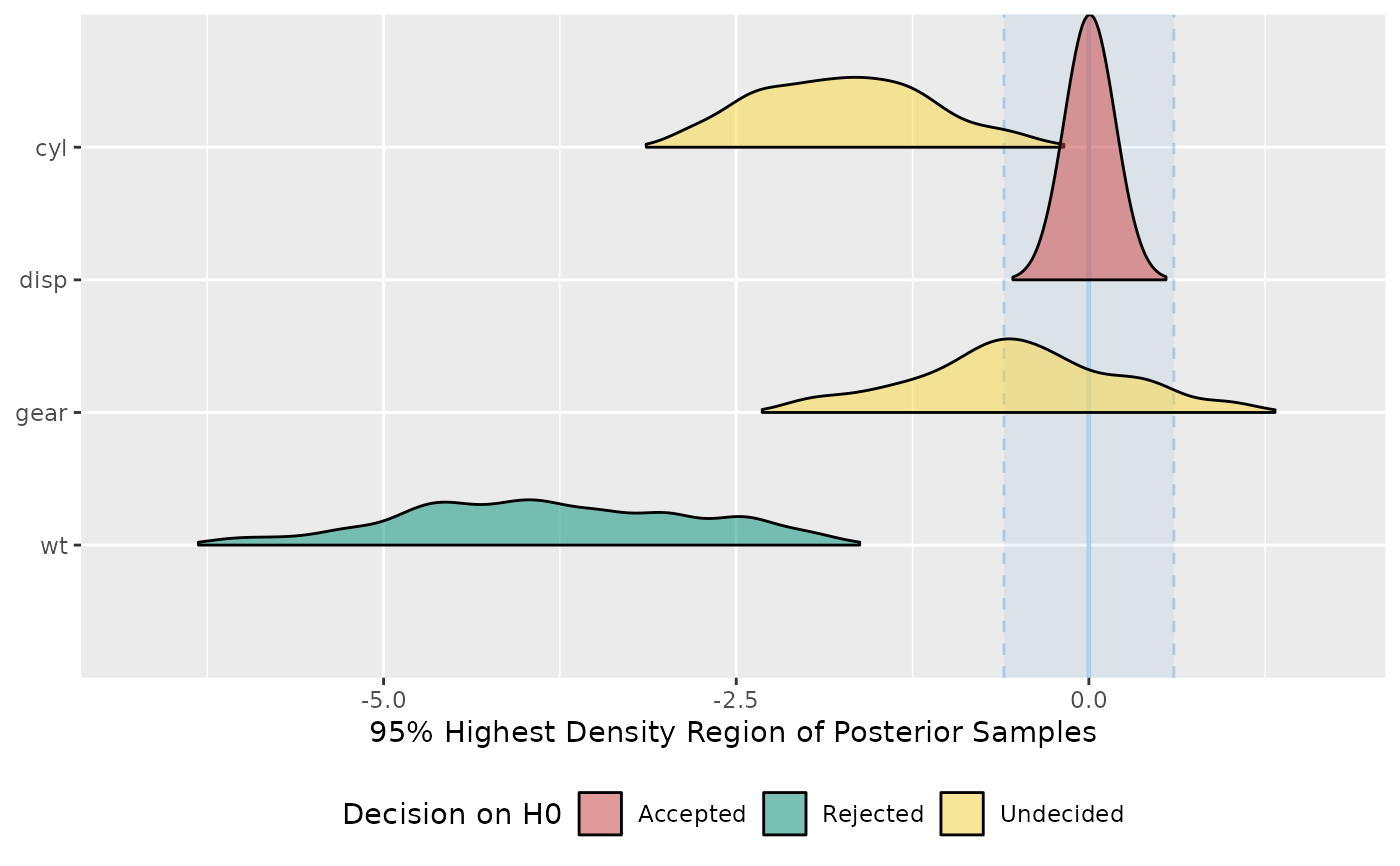 cyl
disp
gear
wt
-5.0 -2.5 0.0
95% Highest Density Region of Posterior Samples
Decision on H0 Accepted Rejected Undecided